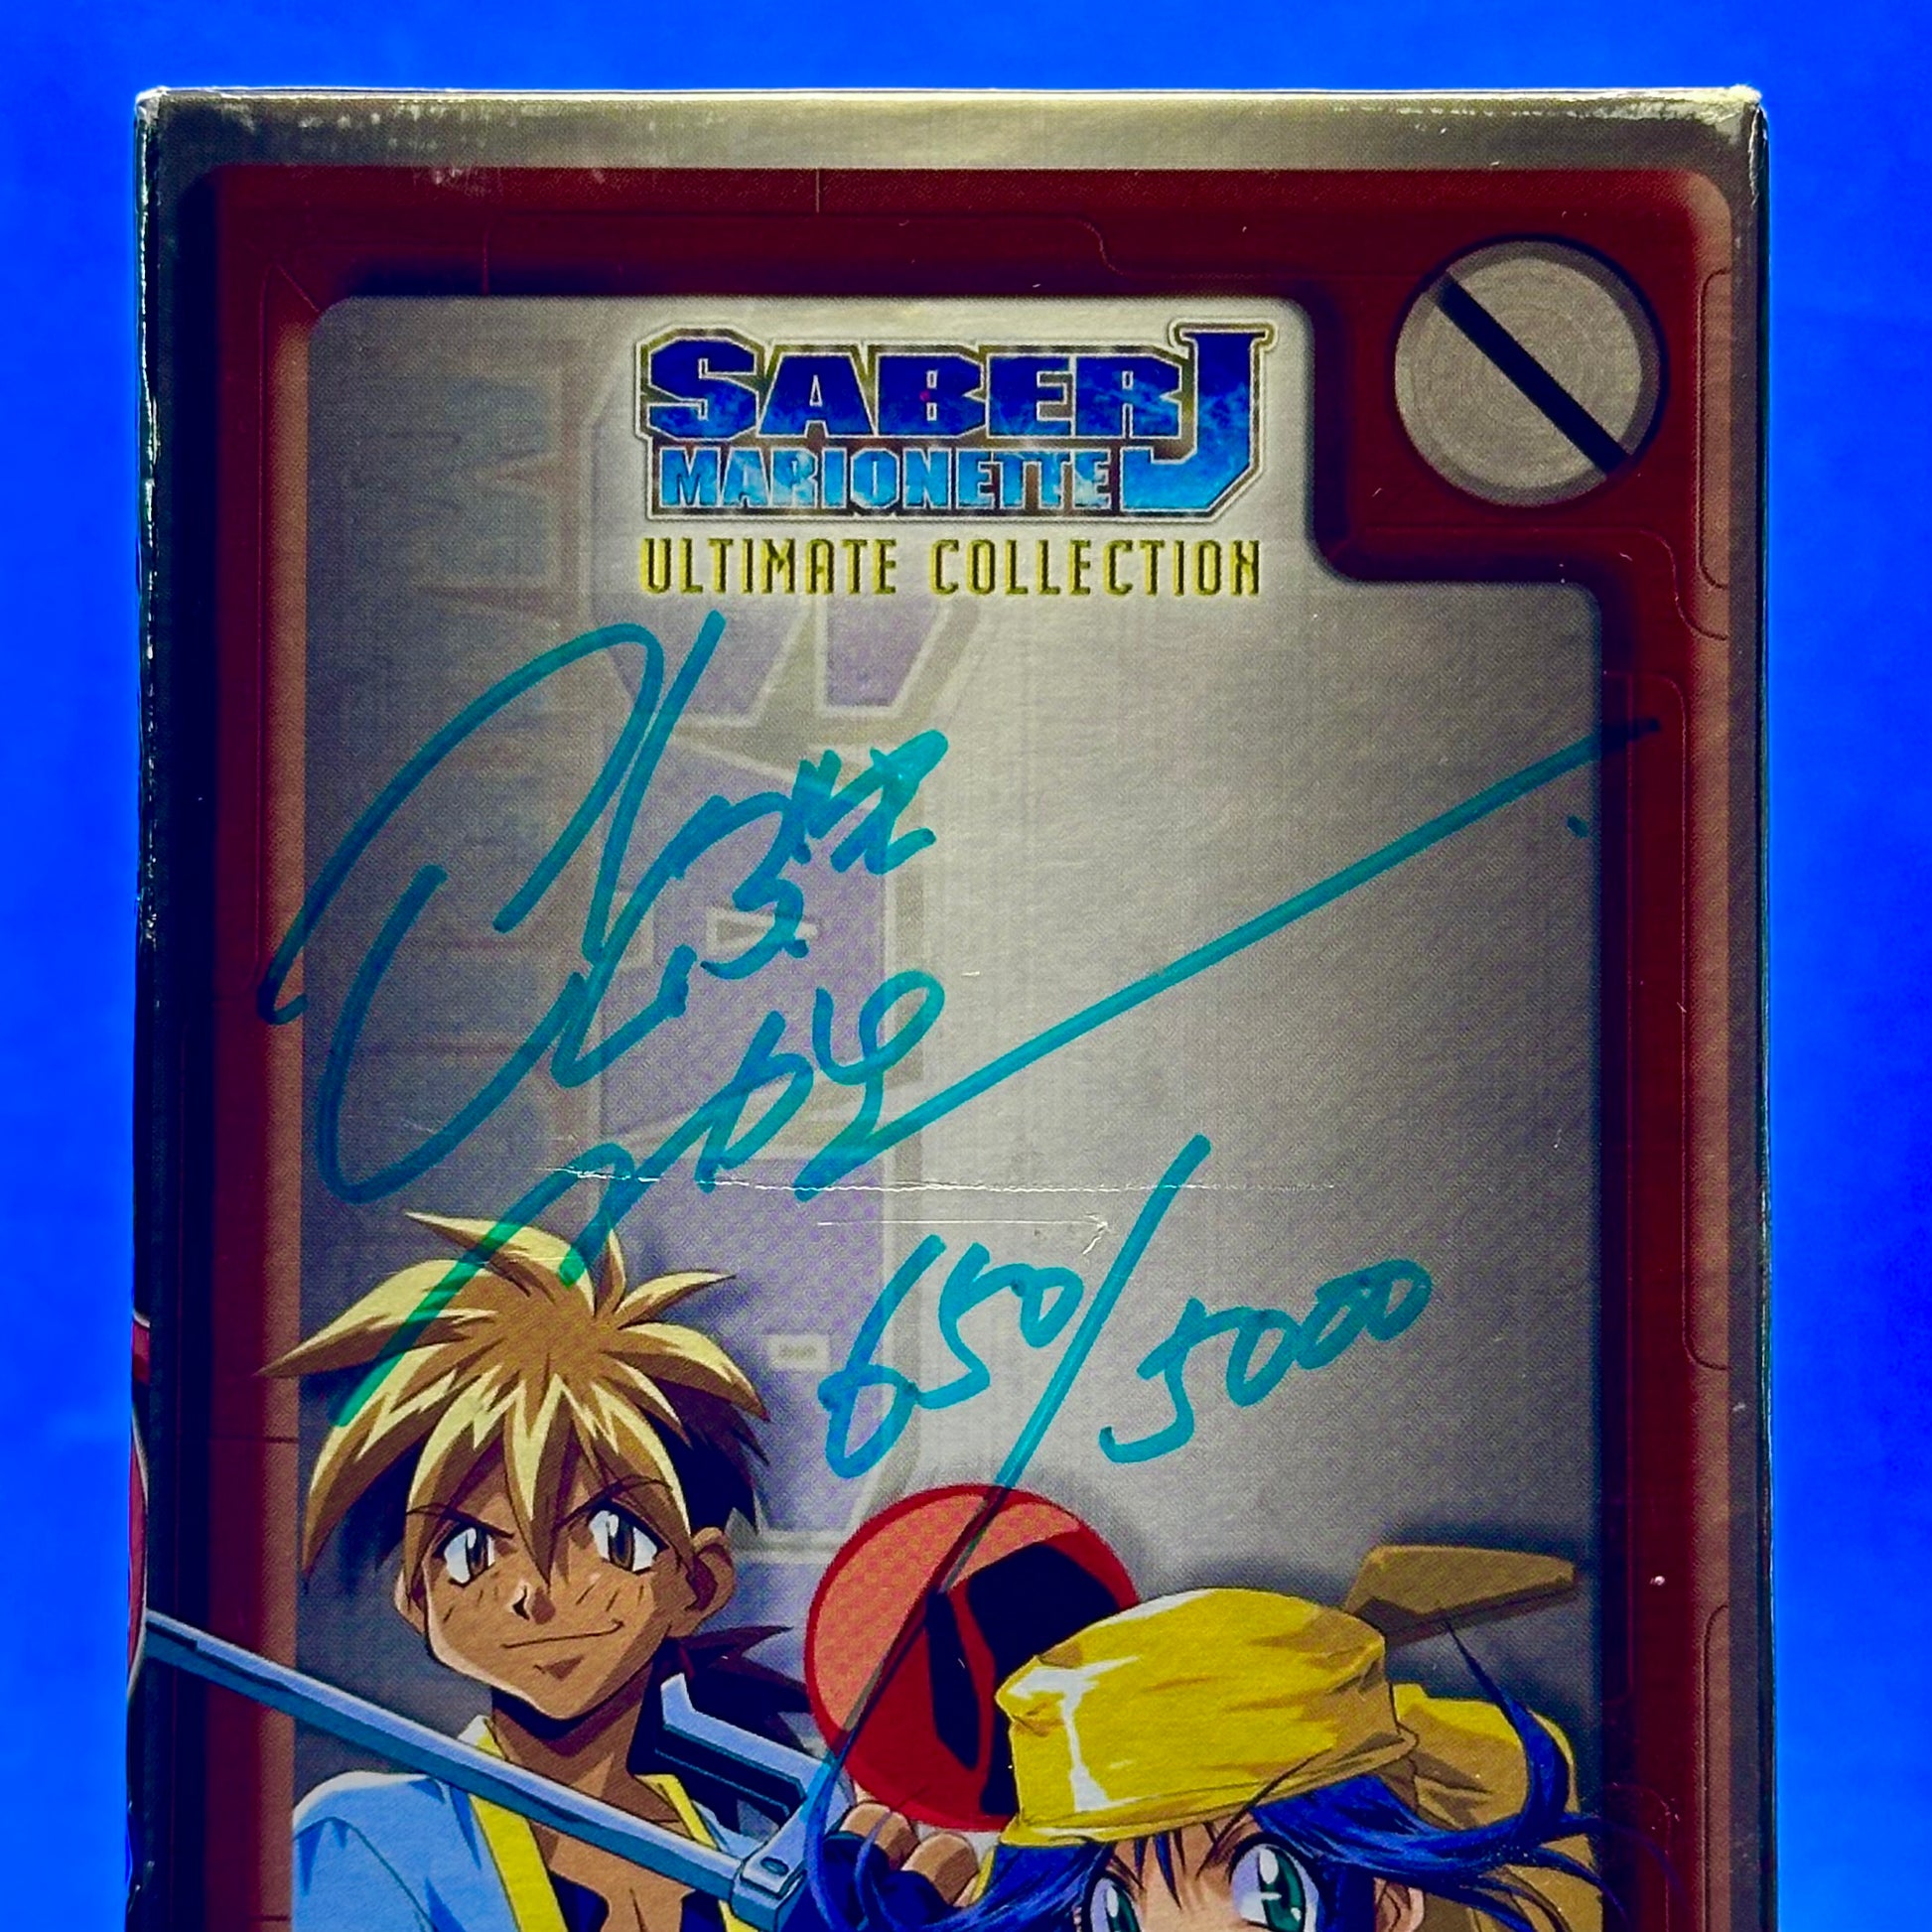 SABER J
MARIONETTE
ULTIMATE COLLECTION
650/5000